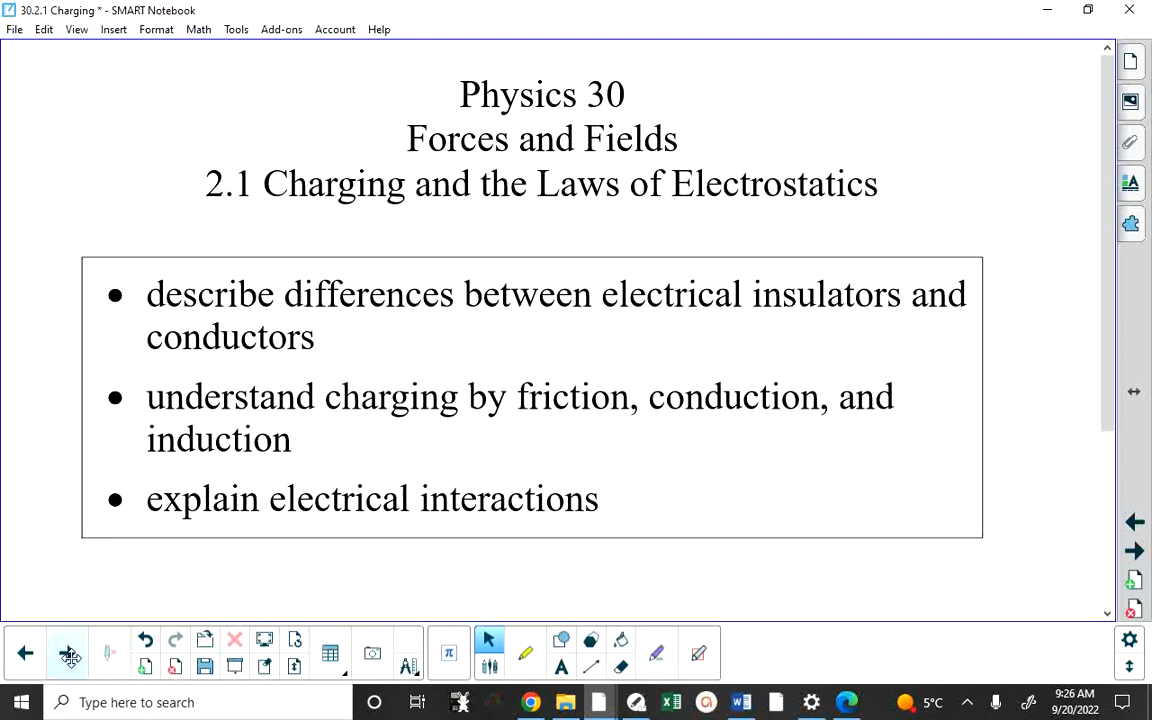 30.2.1 Charging * - SMART Notebook
File Edit View Insert Format Math Tools Add-ons Account Help
Physics 30
Forces and Fields
2.1 Charging and the Laws of Electrostatics
• describe differences between electrical insulators and
conductors
• understand charging by friction, conduction, and
induction
• explain electrical interactions
Type here to search
5°C
9:26 AM
9/20/2022